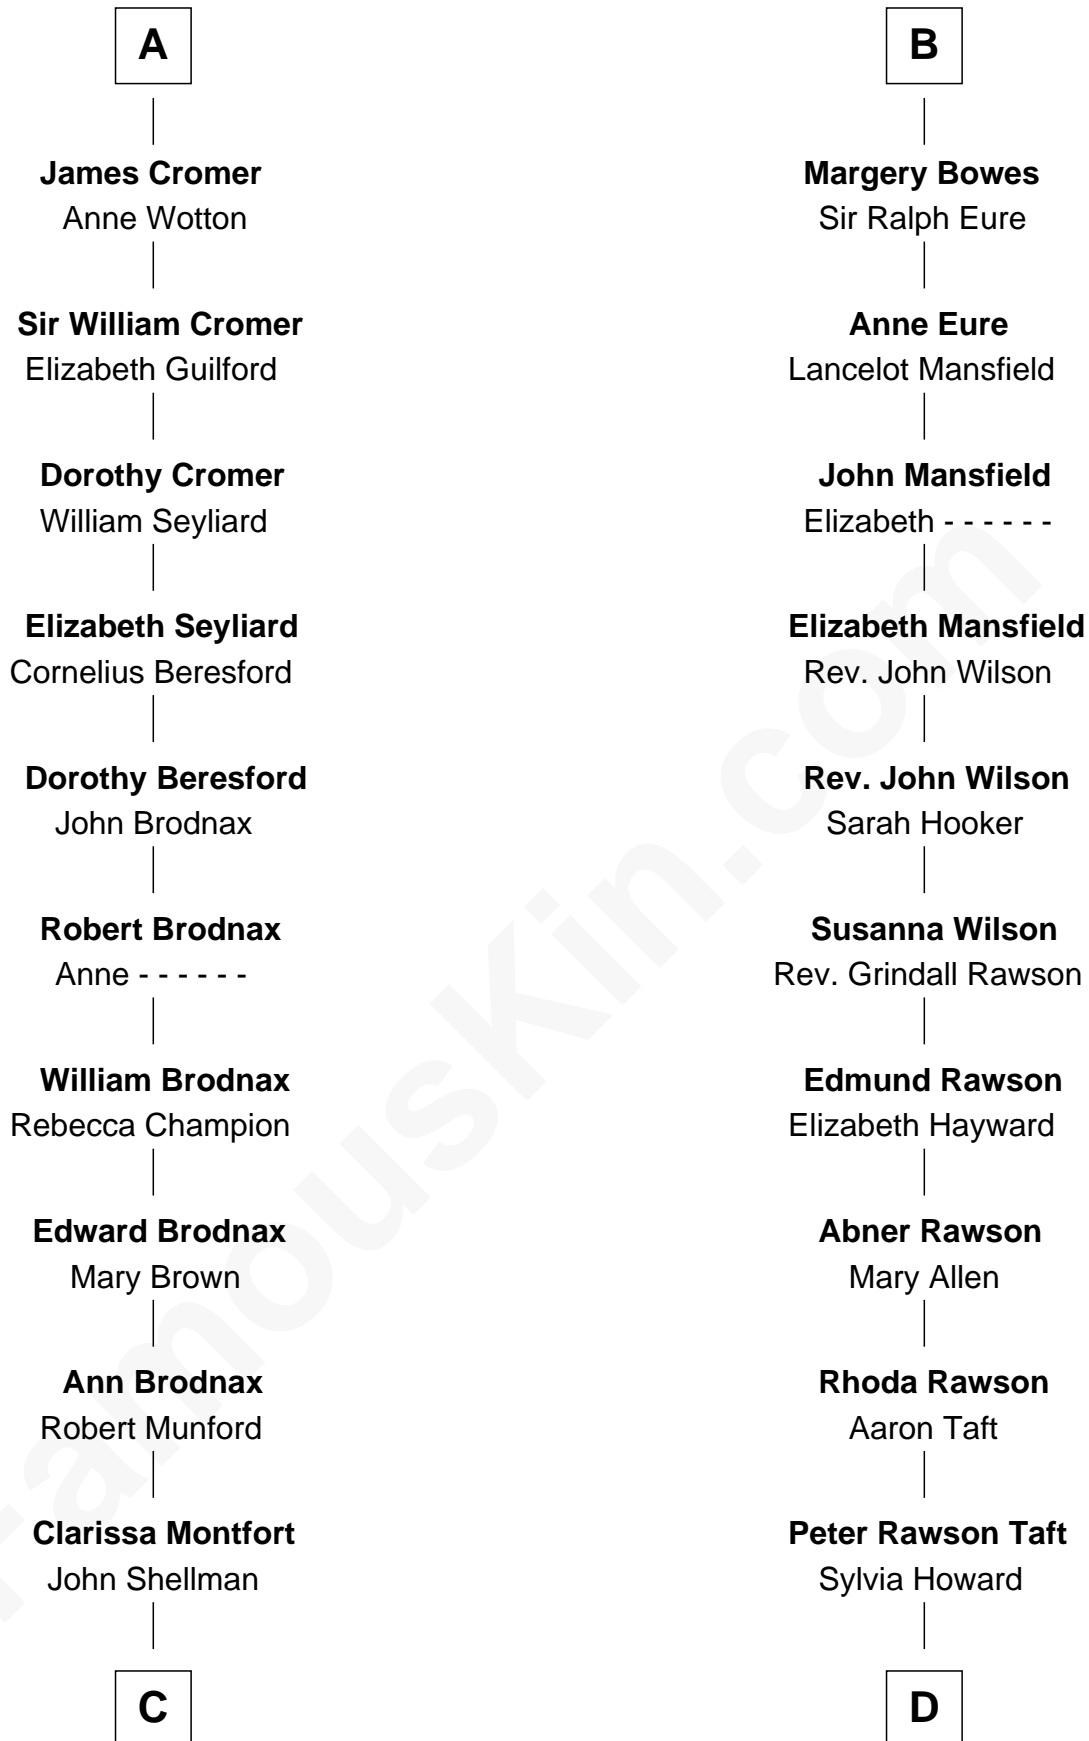 A
James Cromer
Anne Wotton
Sir William Cromer
Elizabeth Guilford
Dorothy Cromer
William Seyliard
Elizabeth Seyliard
Cornelius Beresford
Dorothy Beresford
John Brodnax
Robert Brodnax
Anne - - - - - -
William Brodnax
Rebecca Champion
Edward Brodnax
Mary Brown
Ann Brodnax
Robert Munford
Clarissa Montfort
John Shellman
C
B
Margery Bowes
Sir Ralph Eure
Anne Eure
Lancelot Mansfield
John Mansfield
Elizabeth - - - - - -
Elizabeth Mansfield
Rev. John Wilson
Rev. John Wilson
Sarah Hooker
Susanna Wilson
Rev. Grindall Rawson
Edmund Rawson
Elizabeth Hayward
Abner Rawson
Mary Allen
Rhoda Rawson
Aaron Taft
Peter Rawson Taft
Sylvia Howard
D
FamousKin.com